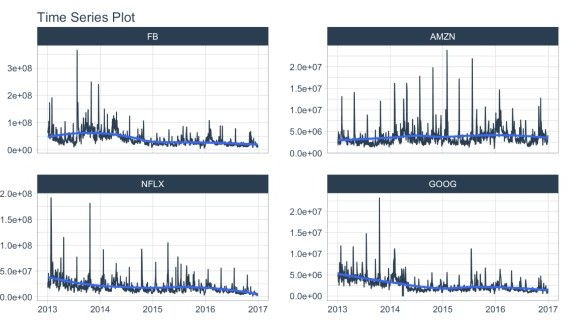 Time Series Plot
FB
AMZN
3e+08
2e+08
1e+08
0e+00
2.0e+07
1.5e+07
1.0e+07
5.0e+06
0.0e+00
NFLX
GOOG
2.0e+08
1.5e+08
1.0e+08
5.0e+07
0.0e+00
2.0e+07
1.5e+07
1.0e+07
5.0e+06
0.0e+00
2013 2014 2015 2016 2017
2013 2014 2015 2016 2017